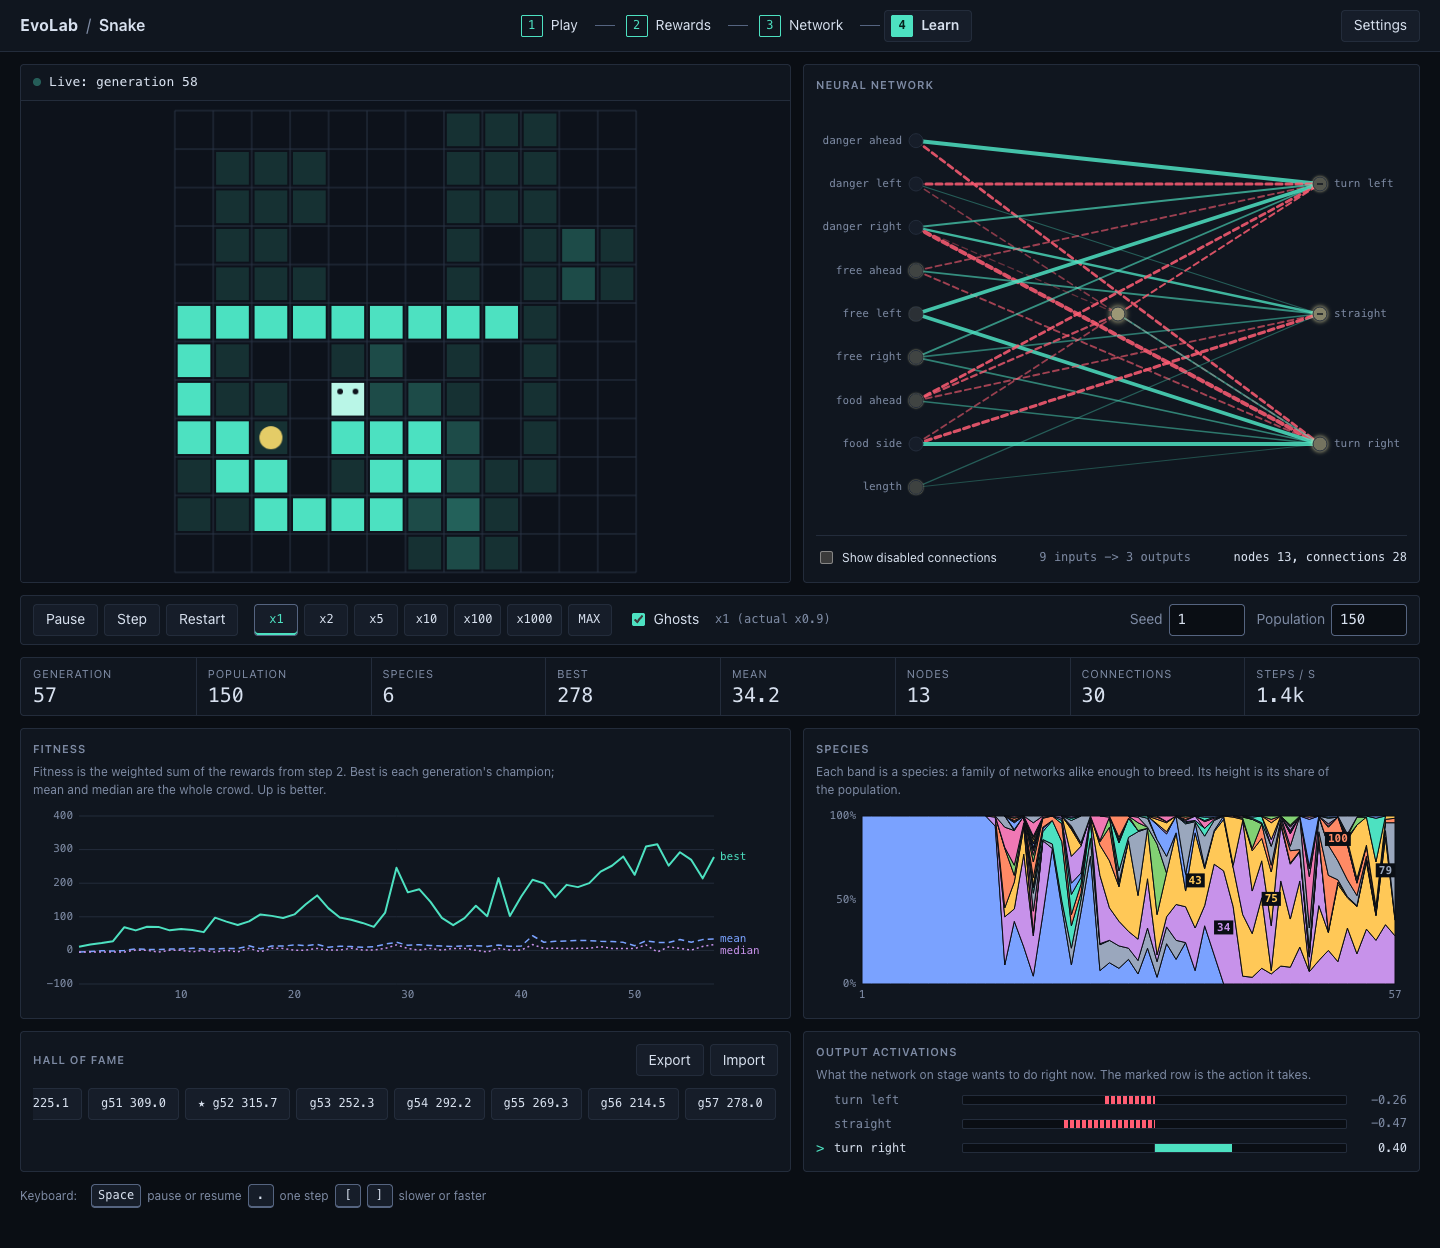 EvoLab / Snake
1 Play
2 Rewards
3 Network
4 Learn
Settings
Live: generation 58
NEURAL NETWORK
danger ahead
danger left
danger right
free ahead
free left
free right
food ahead
food side
length
turn left
straight
turn right
Show disabled connections
9 inputs -> 3 outputs
nodes 13, connections 28
Pause
Step
Restart
x1
x2
x5
x10
x100
x1000
MAX
Ghosts
x1 (actual x0.9)
Seed
1
Population
150
GENERATION
57
POPULATION
150
SPECIES
6
BEST
278
MEAN
34.2
NODES
13
CONNECTIONS
30
STEPS / S
1.4k
FITNESS
Fitness is the weighted sum of the rewards from step 2. Best is each generation's champion;
mean and median are the whole crowd. Up is better.
400
300
200
100
0
−100
10
20
30
40
50
best
mean
median
SPECIES
Each band is a species: a family of networks alike enough to breed. Its height is its share of
the population.
100%
50%
0%
1
57
43
34
75
100
79
HALL OF FAME
Export
Import
225.1
g51 309.0
★ g52 315.7
g53 252.3
g54 292.2
g55 269.3
g56 214.5
g57 278.0
OUTPUT ACTIVATIONS
What the network on stage wants to do right now. The marked row is the action it takes.
turn left −0.26
straight −0.47
> turn right 0.40
Keyboard: Space pause or resume . one step [ ] slower or faster